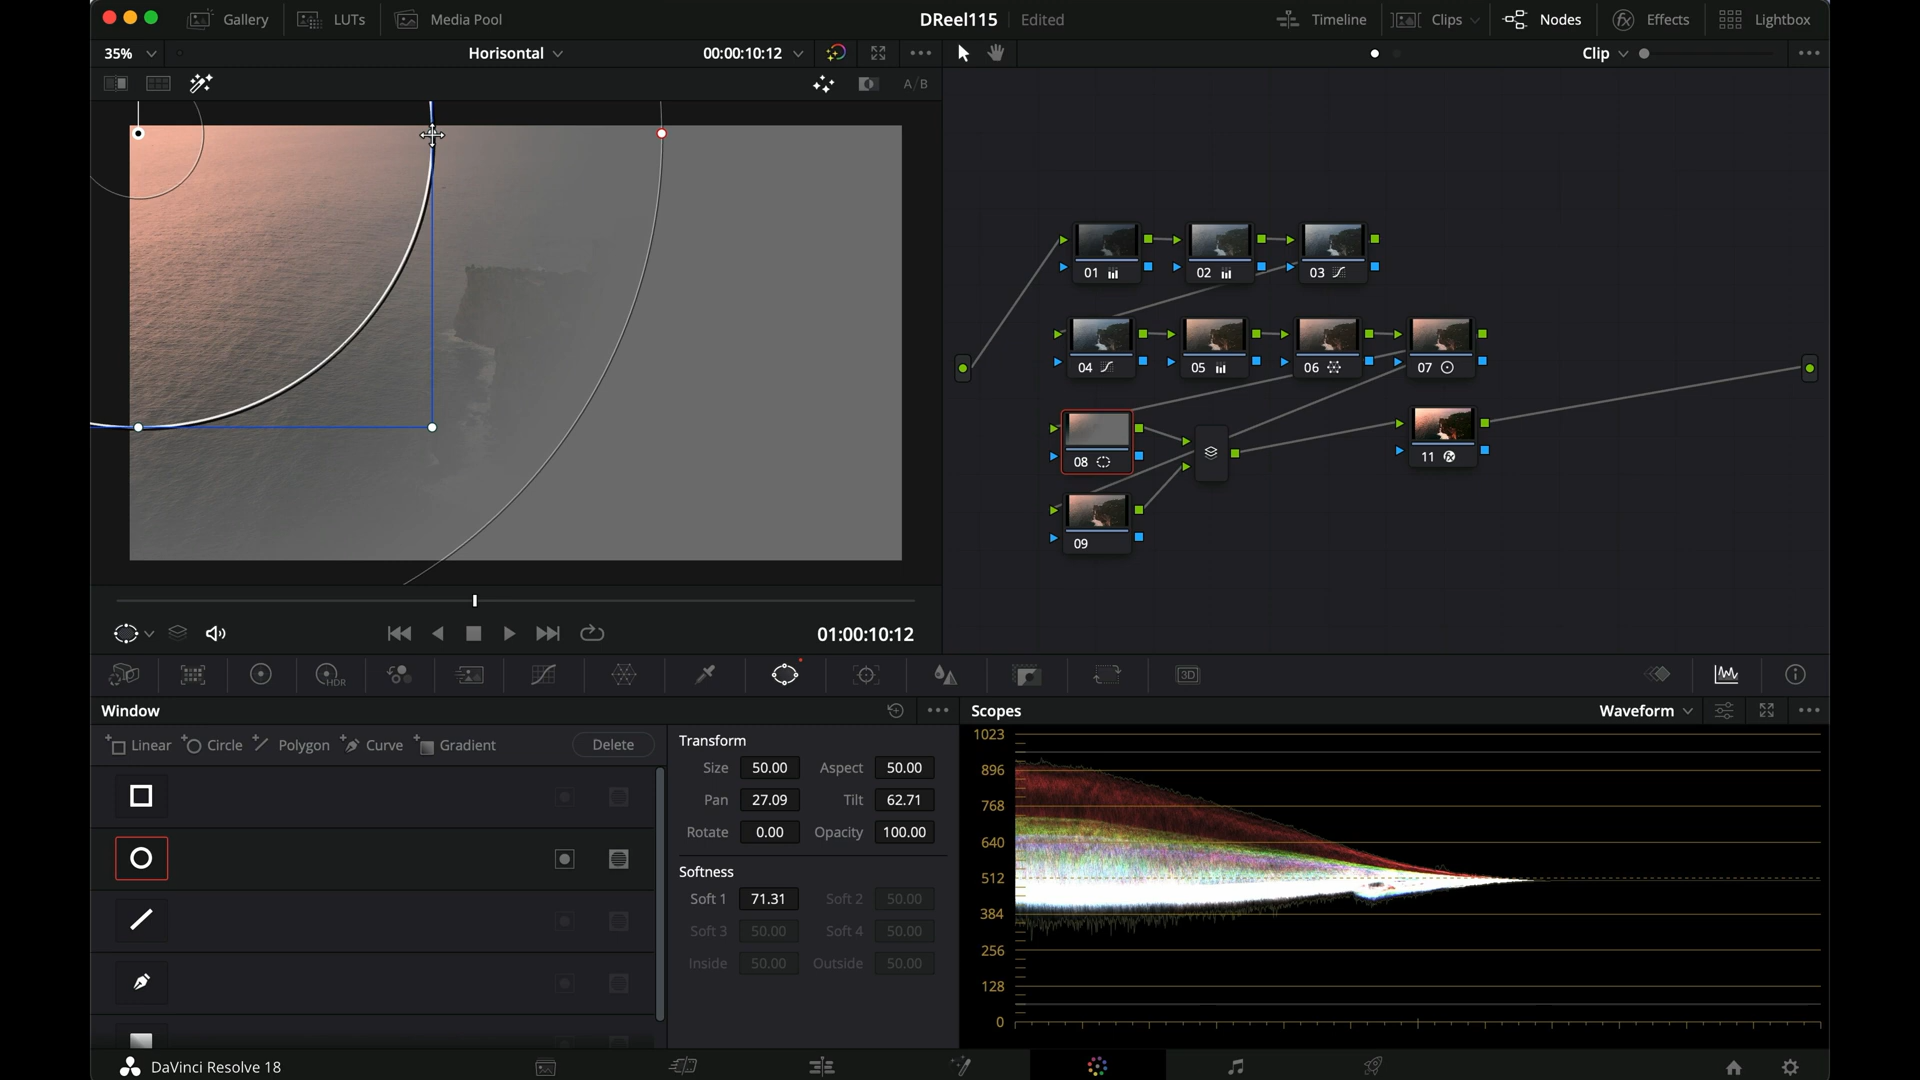 Gallery LUTs Media Pool DReel115 Edited Timeline Clips Nodes Effects Lightbox
35% Horisontal 00:00:10:12 Clip
A/B
01 02 03
04 05 06 07
08 11
09
01:00:10:12
HDR 3D
Window Scopes Waveform
Linear Circle Polygon Curve Gradient Delete
Transform
Size 50.00 Aspect 50.00
Pan 27.09 Tilt 62.71
Rotate 0.00 Opacity 100.00
Softness
Soft 1 71.31 Soft 2 50.00
Soft 3 50.00 Soft 4 50.00
Inside 50.00 Outside 50.00
1023
896
768
640
512
384
256
128
0
DaVinci Resolve 18